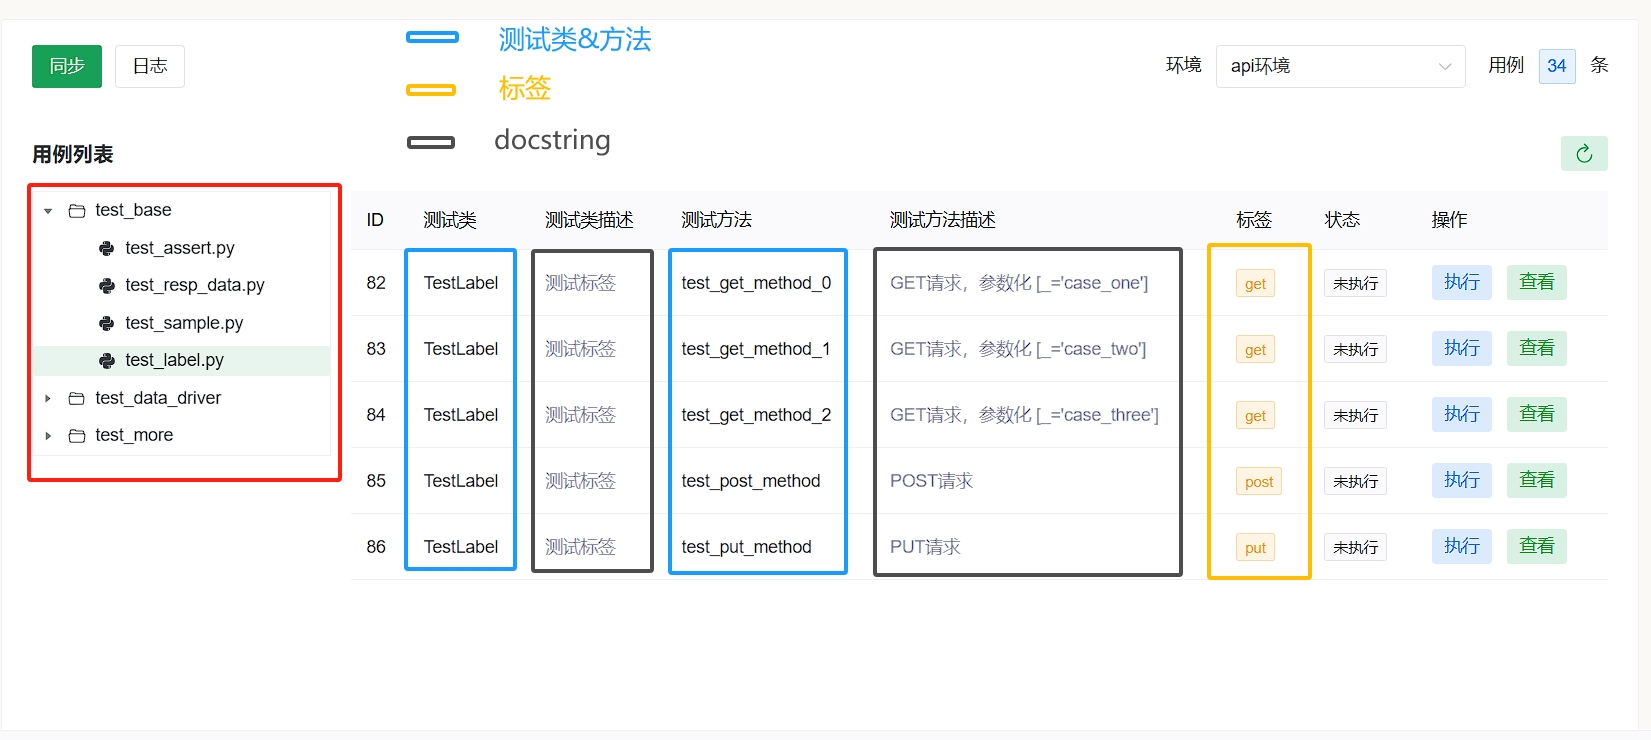 同步 日志 测试类&方法 环境 api环境 用例 34 条
标签
docstring
用例列表
test_base
test_assert.py
test_resp_data.py
test_sample.py
test_label.py
test_data_driver
test_more
ID 测试类 测试类描述 测试方法 测试方法描述 标签 状态 操作
82 TestLabel 测试标签 test_get_method_0 GET请求，参数化 [_='case_one'] get 未执行 执行 查看
83 TestLabel 测试标签 test_get_method_1 GET请求，参数化 [_='case_two'] get 未执行 执行 查看
84 TestLabel 测试标签 test_get_method_2 GET请求，参数化 [_='case_three'] get 未执行 执行 查看
85 TestLabel 测试标签 test_post_method POST请求 post 未执行 执行 查看
86 TestLabel 测试标签 test_put_method PUT请求 put 未执行 执行 查看